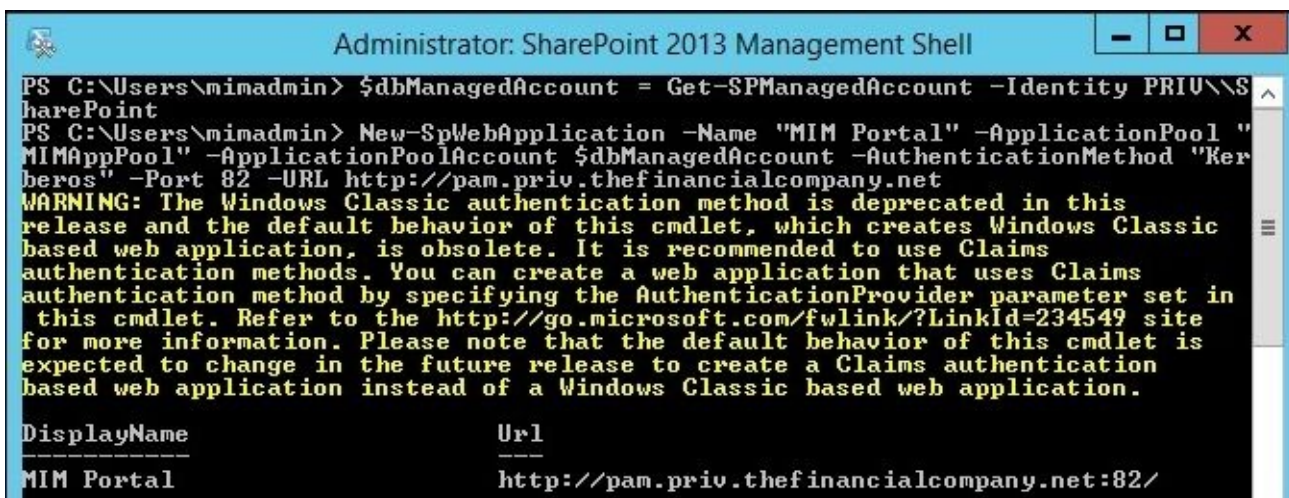 Administrator: SharePoint 2013 Management Shell
PS C:\Users\mimadmin> $dbManagedAccount = Get-SPManagedAccount -Identity PRIV\\S
harePoint
PS C:\Users\mimadmin> New-SpWebApplication -Name "MIM Portal" -ApplicationPool "
MIMAppPool" -ApplicationPoolAccount $dbManagedAccount -AuthenticationMethod "Ker
beros" -Port 82 -URL http://pam.priv.thefinancialcompany.net
WARNING: The Windows Classic authentication method is deprecated in this
release and the default behavior of this cmdlet, which creates Windows Classic
based web application, is obsolete. It is recommended to use Claims
authentication methods. You can create a web application that uses Claims
authentication method by specifying the AuthenticationProvider parameter set in
 this cmdlet. Refer to the http://go.microsoft.com/fwlink/?LinkId=234549 site
for more information. Please note that the default behavior of this cmdlet is
expected to change in the future release to create a Claims authentication
based web application instead of a Windows Classic based web application.
DisplayName Url
----------- ---
MIM Portal http://pam.priv.thefinancialcompany.net:82/